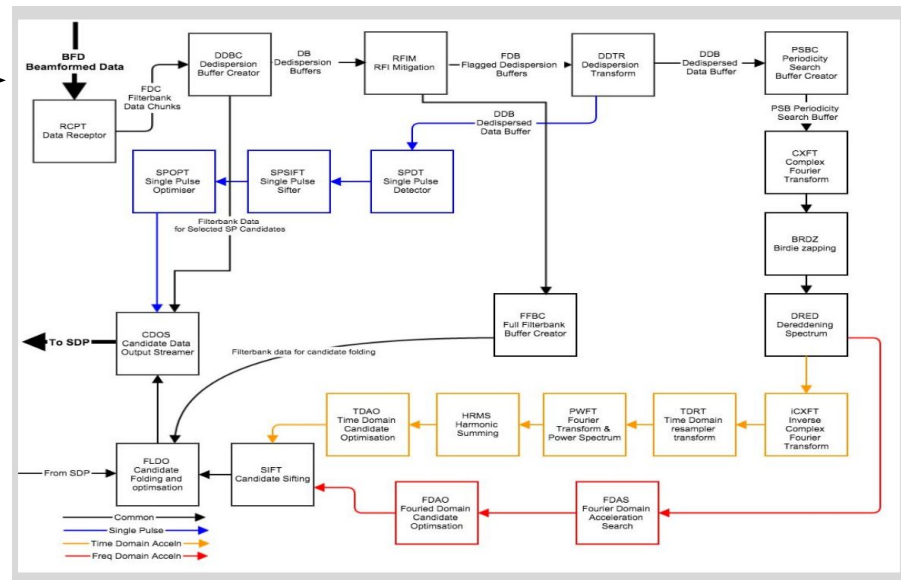 BFD
Beamformed Data
RCPT
Data Receptor
FDC
Filterbank
Data Chunks
DDBC
Dedispersion
Buffer Creator
DB
Dedispersion
Buffers
RFIM
RFI Mitigation
FDB
Flagged Dedispersion
Buffers
DDTR
Dedispersion
Transform
DDB
Dedispersed
Data Buffer
PSBC
Periodicity
Search
Buffer Creator
PSB Periodicity
Search Buffer
DDB
Dedispersed
Data Buffer
SPOPT
Single Pulse
Optimiser
SPSIFT
Single Pulse
Sifter
SPDT
Single Pulse
Detector
CXFT
Complex
Fourier
Transform
Filterbank Data
for Selected SP Candidates
BRDZ
Birdie zapping
CDOS
Candidate Data
Output Streamer
To SDP
FFBC
Full Filterbank
Buffer Creator
DRED
Dereddening
Spectrum
Filterbank data for candidate folding
TDAO
Time Domain
Candidate
Optimisation
HRMS
Harmonic
Summing
PWFT
Fourier
Transform &
Power Spectrum
TDRT
Time Domain
resampler
transform
iCXFT
Inverse
Complex
Fourier
Transform
From SDP
FLDO
Candidate
Folding and
optimsation
SIFT
Candidate Sifting
FDAO
Fouried Domain
Candidate
Optimsation
FDAS
Fourier Domain
Acceleration
Search
Common
Single Pulse
Time Domain Acceln
Freq Domain Acceln